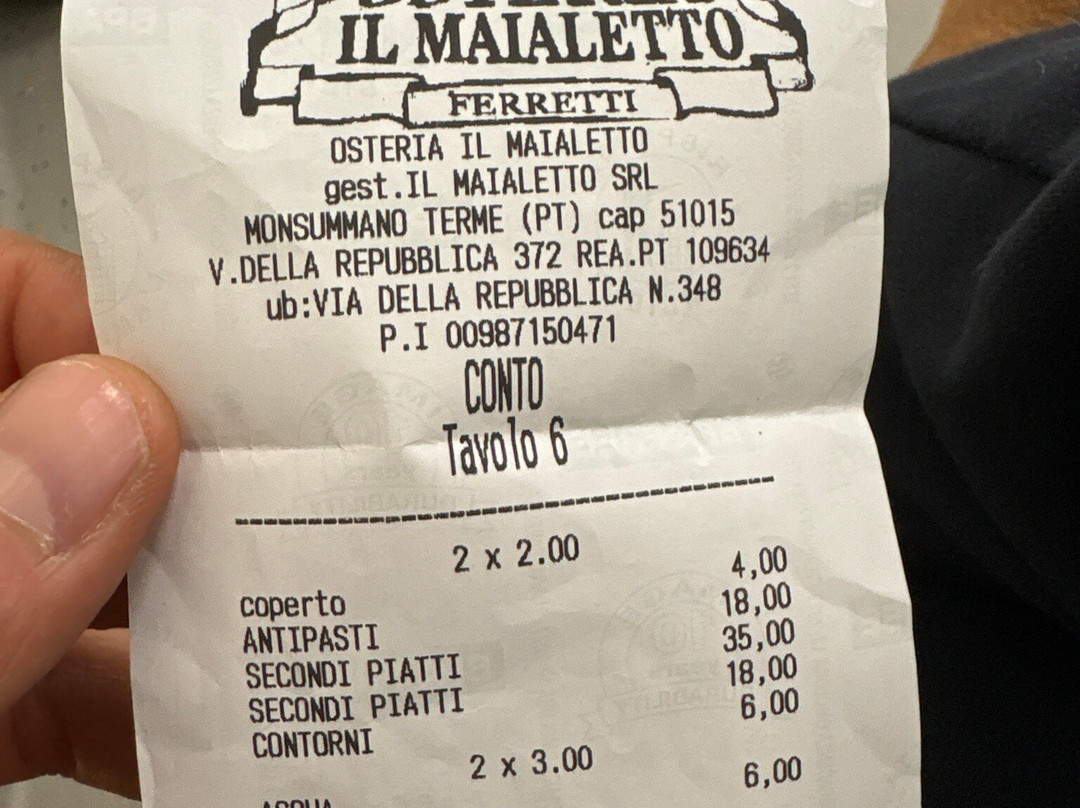 IL MAIALETTO
FERRETTI
OSTERIA IL MAIALETTO
gest.IL MAIALETTO SRL
MONSUMMANO TERME (PT) cap 51015
V.DELLA REPUBBLICA 372 REA.PT 109634
ub:VIA DELLA REPUBBLICA N.348
P.I 00987150471
CONTO
Tavolo 6
2 x 2.00
coperto 4,00
ANTIPASTI 18,00
SECONDI PIATTI 35,00
SECONDI PIATTI 18,00
CONTORNI 6,00
2 x 3.00
ACQUA 6,00